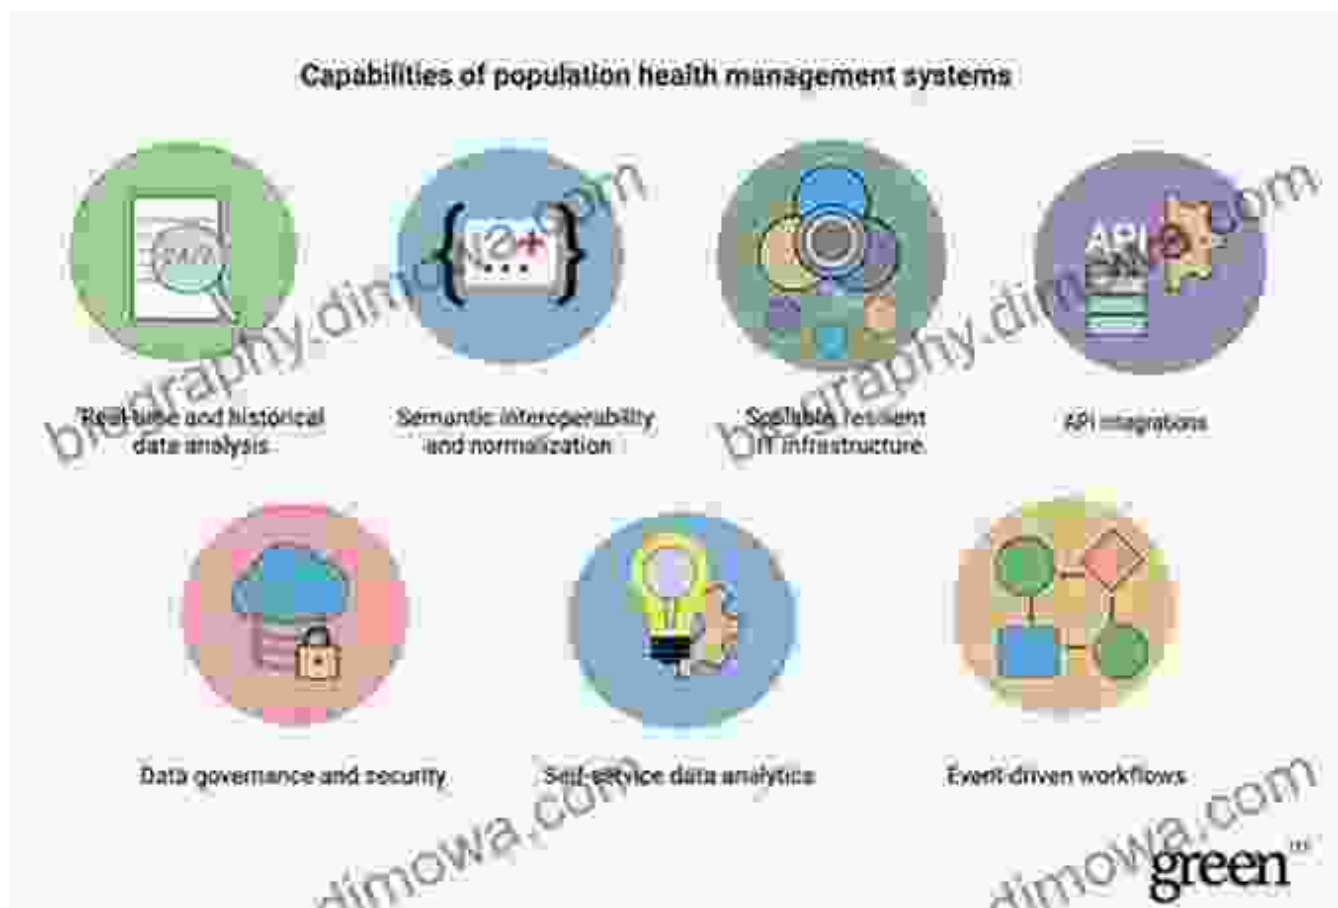 Capabilities of population health management systems
API
Real-time and historical
data analysis
Semantic interoperability
and normalization
Scalable, resilient
IT infrastructure
API integrations
Data governance and security
Self-service data analytics
Event-driven workflows
biography.dimowa.com
biography.dimowa.com
dimowa.com
dimowa.com
green